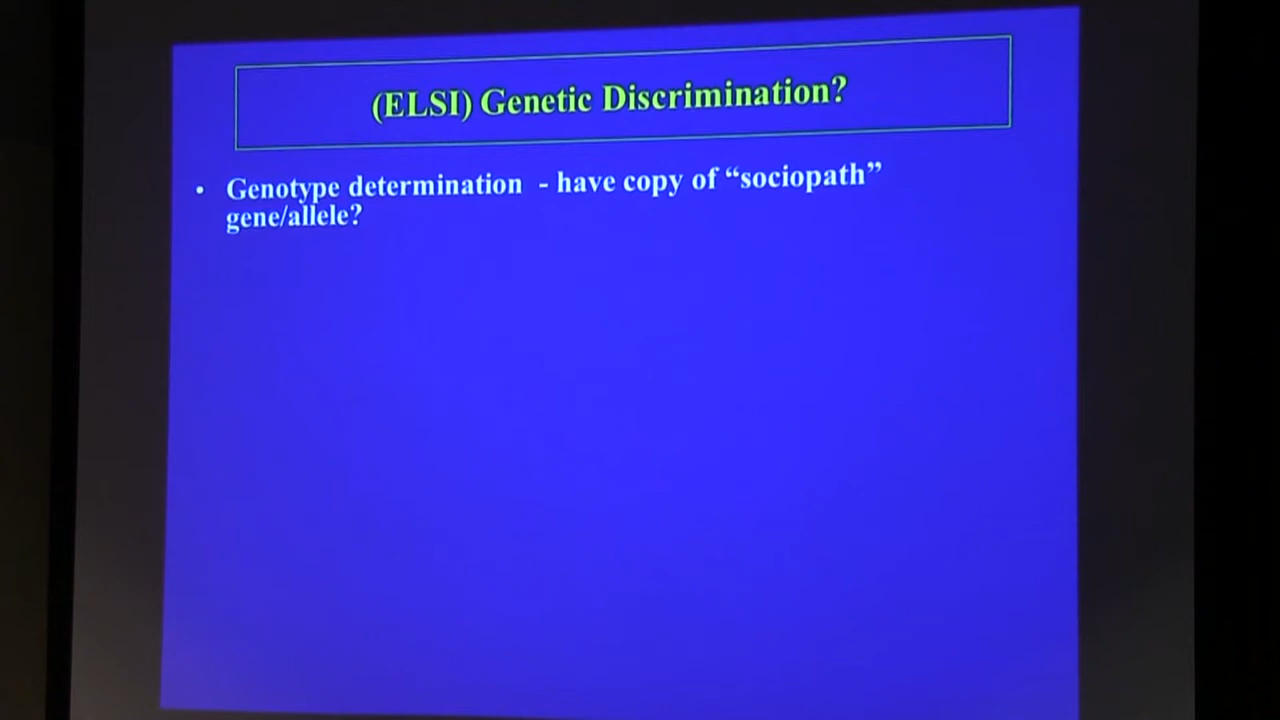 (ELSI) Genetic Discrimination?
• Genotype determination - have copy of “sociopath”
gene/allele?